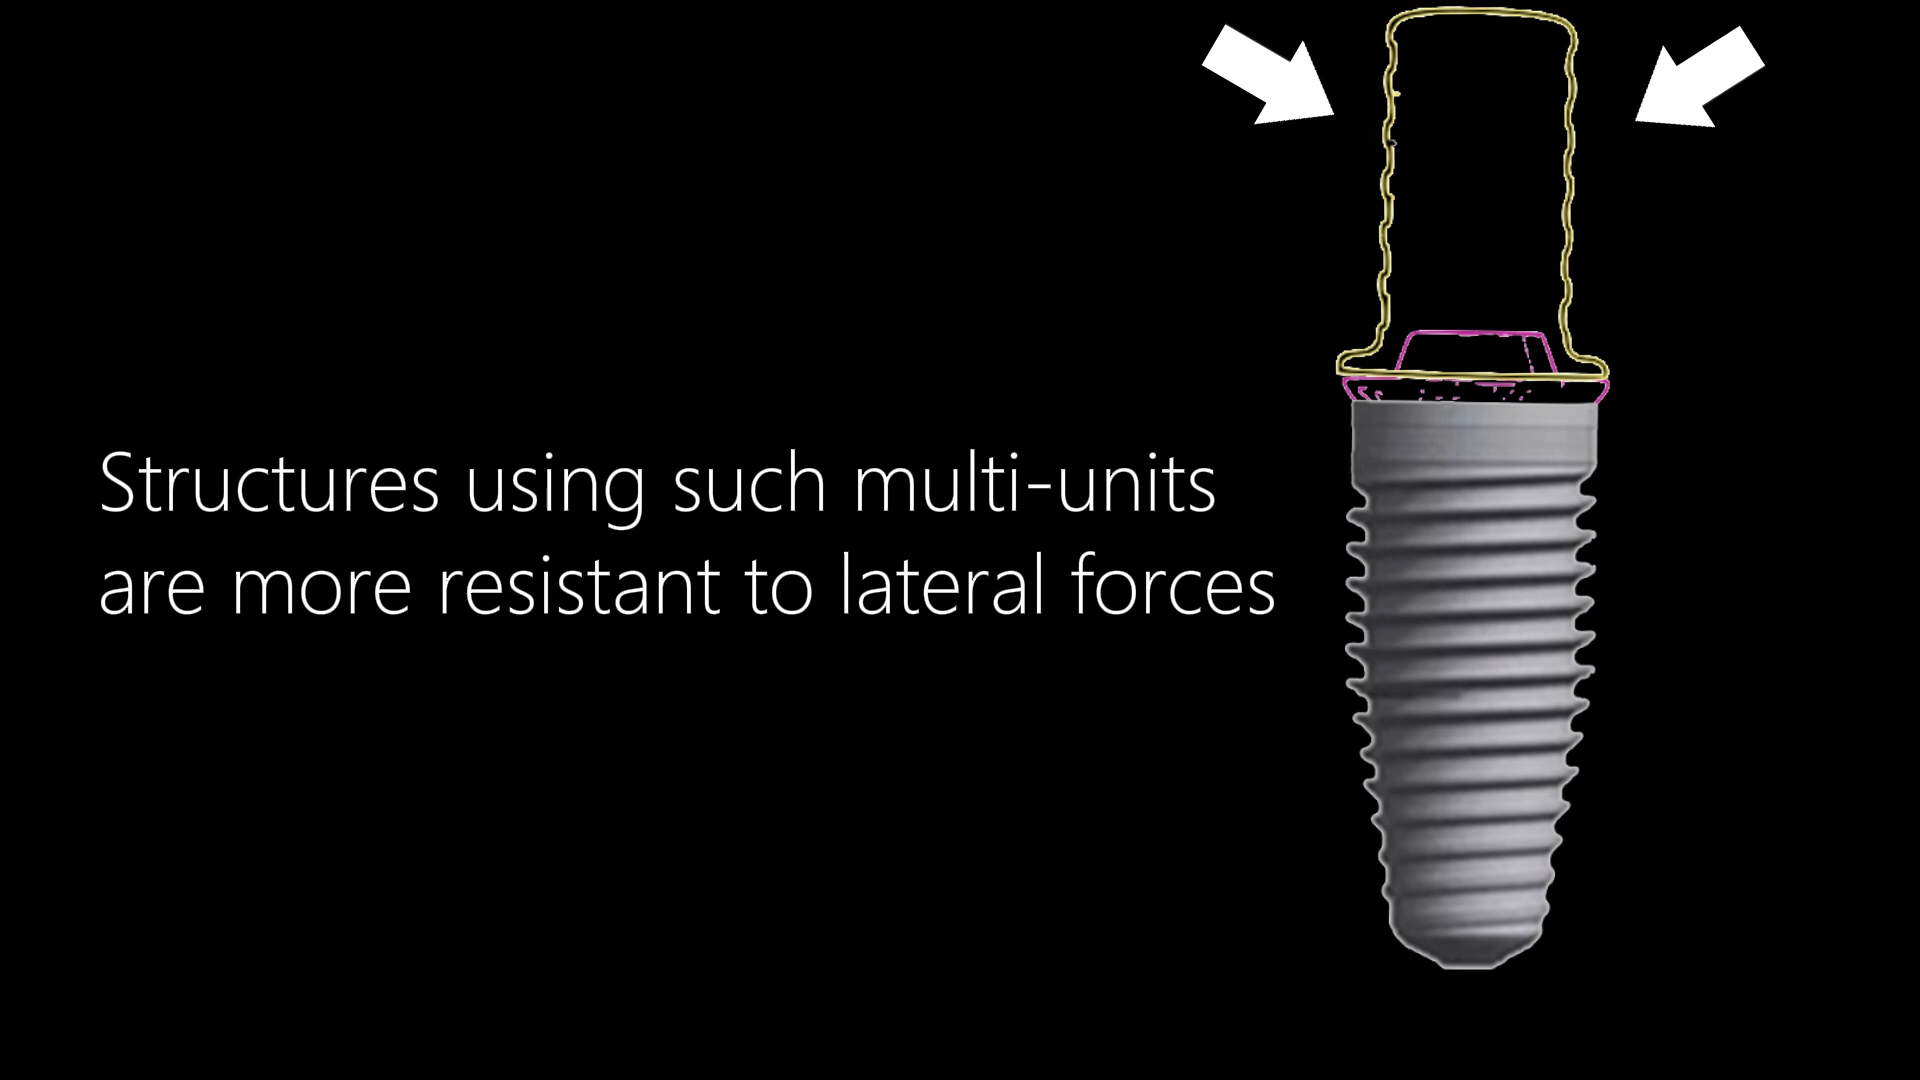 Structures using such multi-units
are more resistant to lateral forces